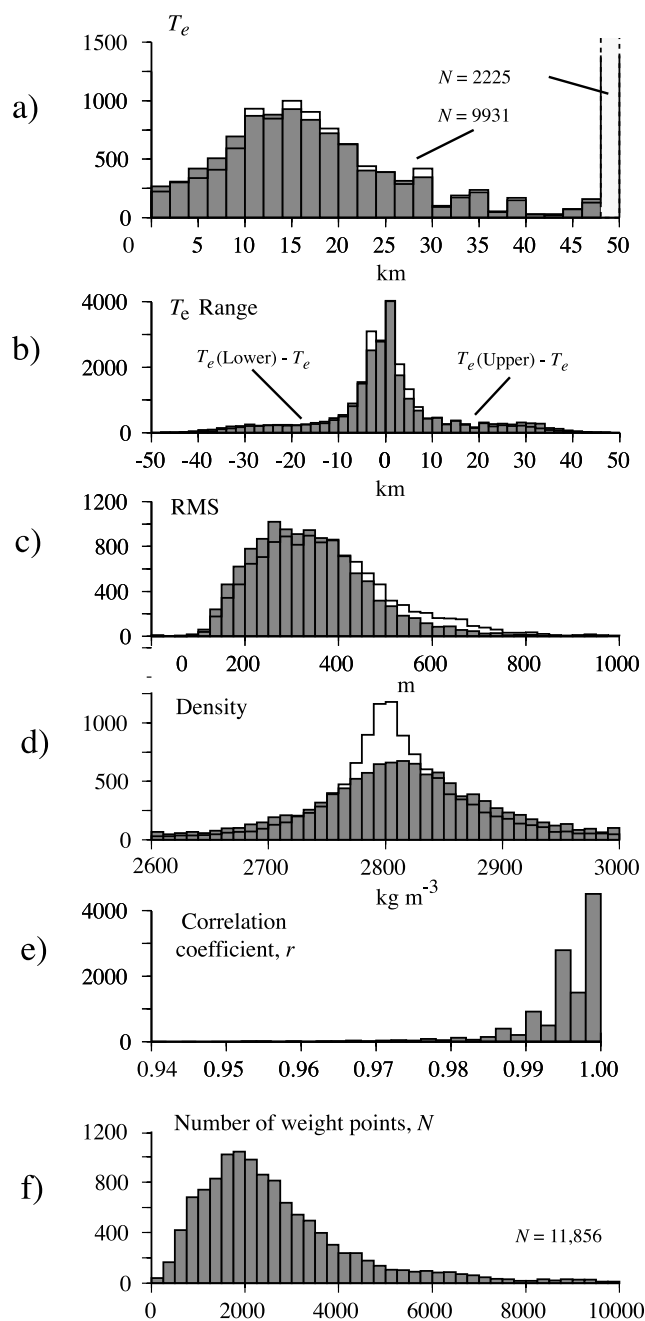 Te
1500
1000
500
0
a)
N = 2225
N = 9931
0 5 10 15 20 25 30 35 40 45 50
km
Te Range
4000
2000
0
b)
Te (Lower) - Te
Te (Upper) - Te
-50 -40 -30 -20 -10 0 10 20 30 40 50
km
RMS
1200
800
400
0
c)
0 200 400 600 800 1000
m
Density
1000
500
0
d)
2600 2700 2800 2900 3000
kg m-3
Correlation
coefficient, r
4000
2000
0
e)
0.94 0.95 0.96 0.97 0.98 0.99 1.00
Number of weight points, N
1200
800
400
0
f)
N = 11,856
0 2000 4000 6000 8000 10000